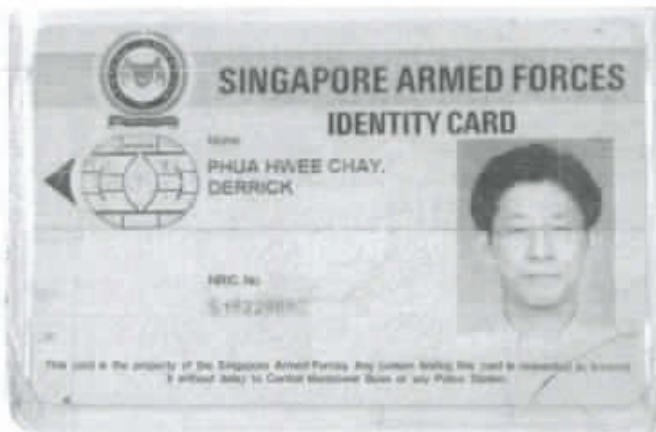 SINGAPORE ARMED FORCES
IDENTITY CARD
Name
PHUA HWEE CHAY,
DERRICK
NRIC No
This card is the property of the Singapore Armed Forces. Any person finding this card is requested to forward
it without delay to Central Manpower Base or any Police Station.